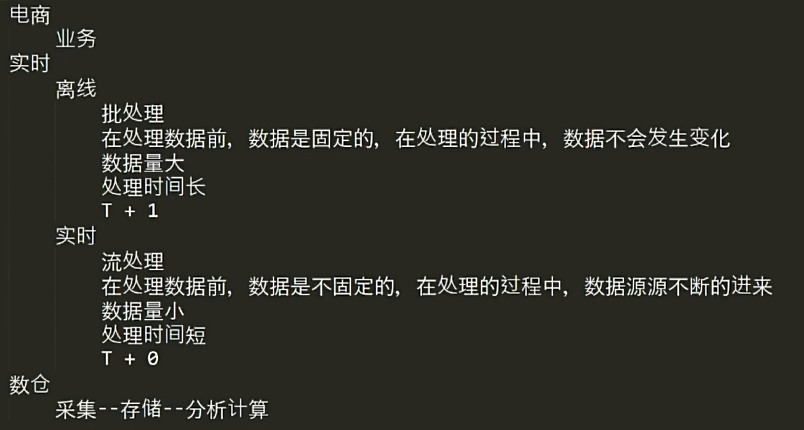 电商
业务
实时
离线
批处理
在处理数据前，数据是固定的，在处理的过程中，数据不会发生变化
数据量大
处理时间长
T + 1
实时
流处理
在处理数据前，数据是不固定的，在处理的过程中，数据源源不断的进来
数据量小
处理时间短
T + 0
数仓
采集--存储--分析计算